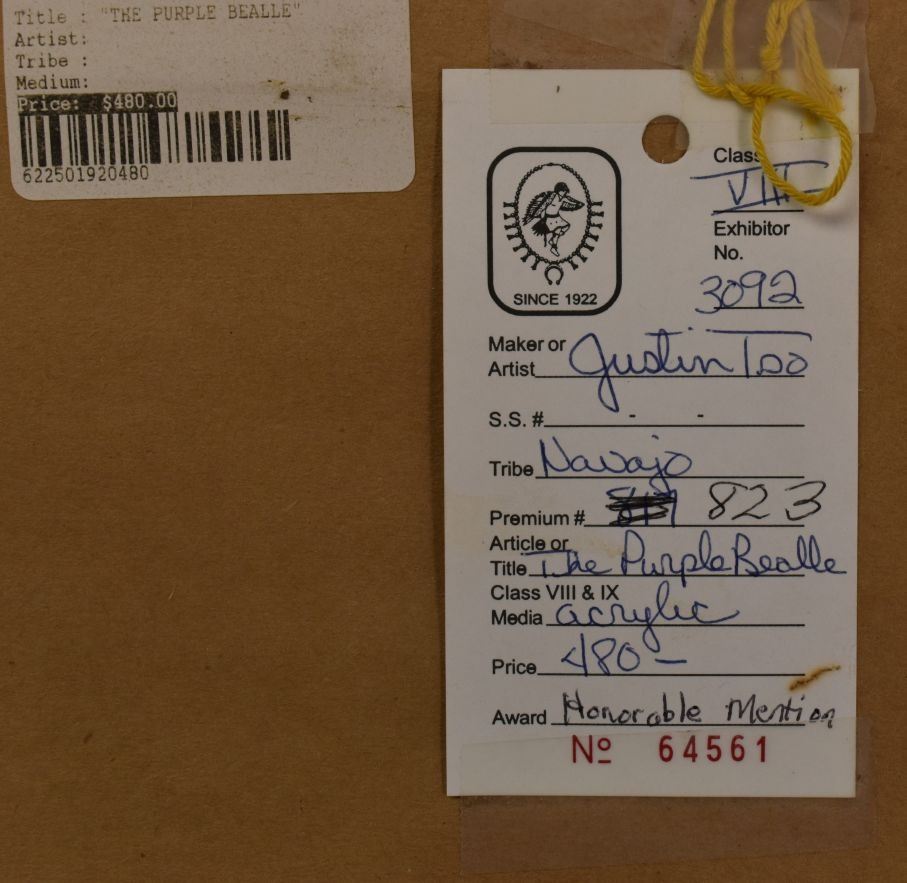 Title : "THE PURPLE BEALLE"
Artist:
Tribe :
Medium:
Price: $480.00
622501920480
SINCE 1922
Class
VIII
Exhibitor
No.
3092
Maker or
Artist Justin Tso
S.S. # - -
Tribe Navajo
Premium # 823
Article or
Title The Purple Bealle
Class VIII & IX
Media acrylic
Price 480 —
Award Honorable Mention
Nº 64561